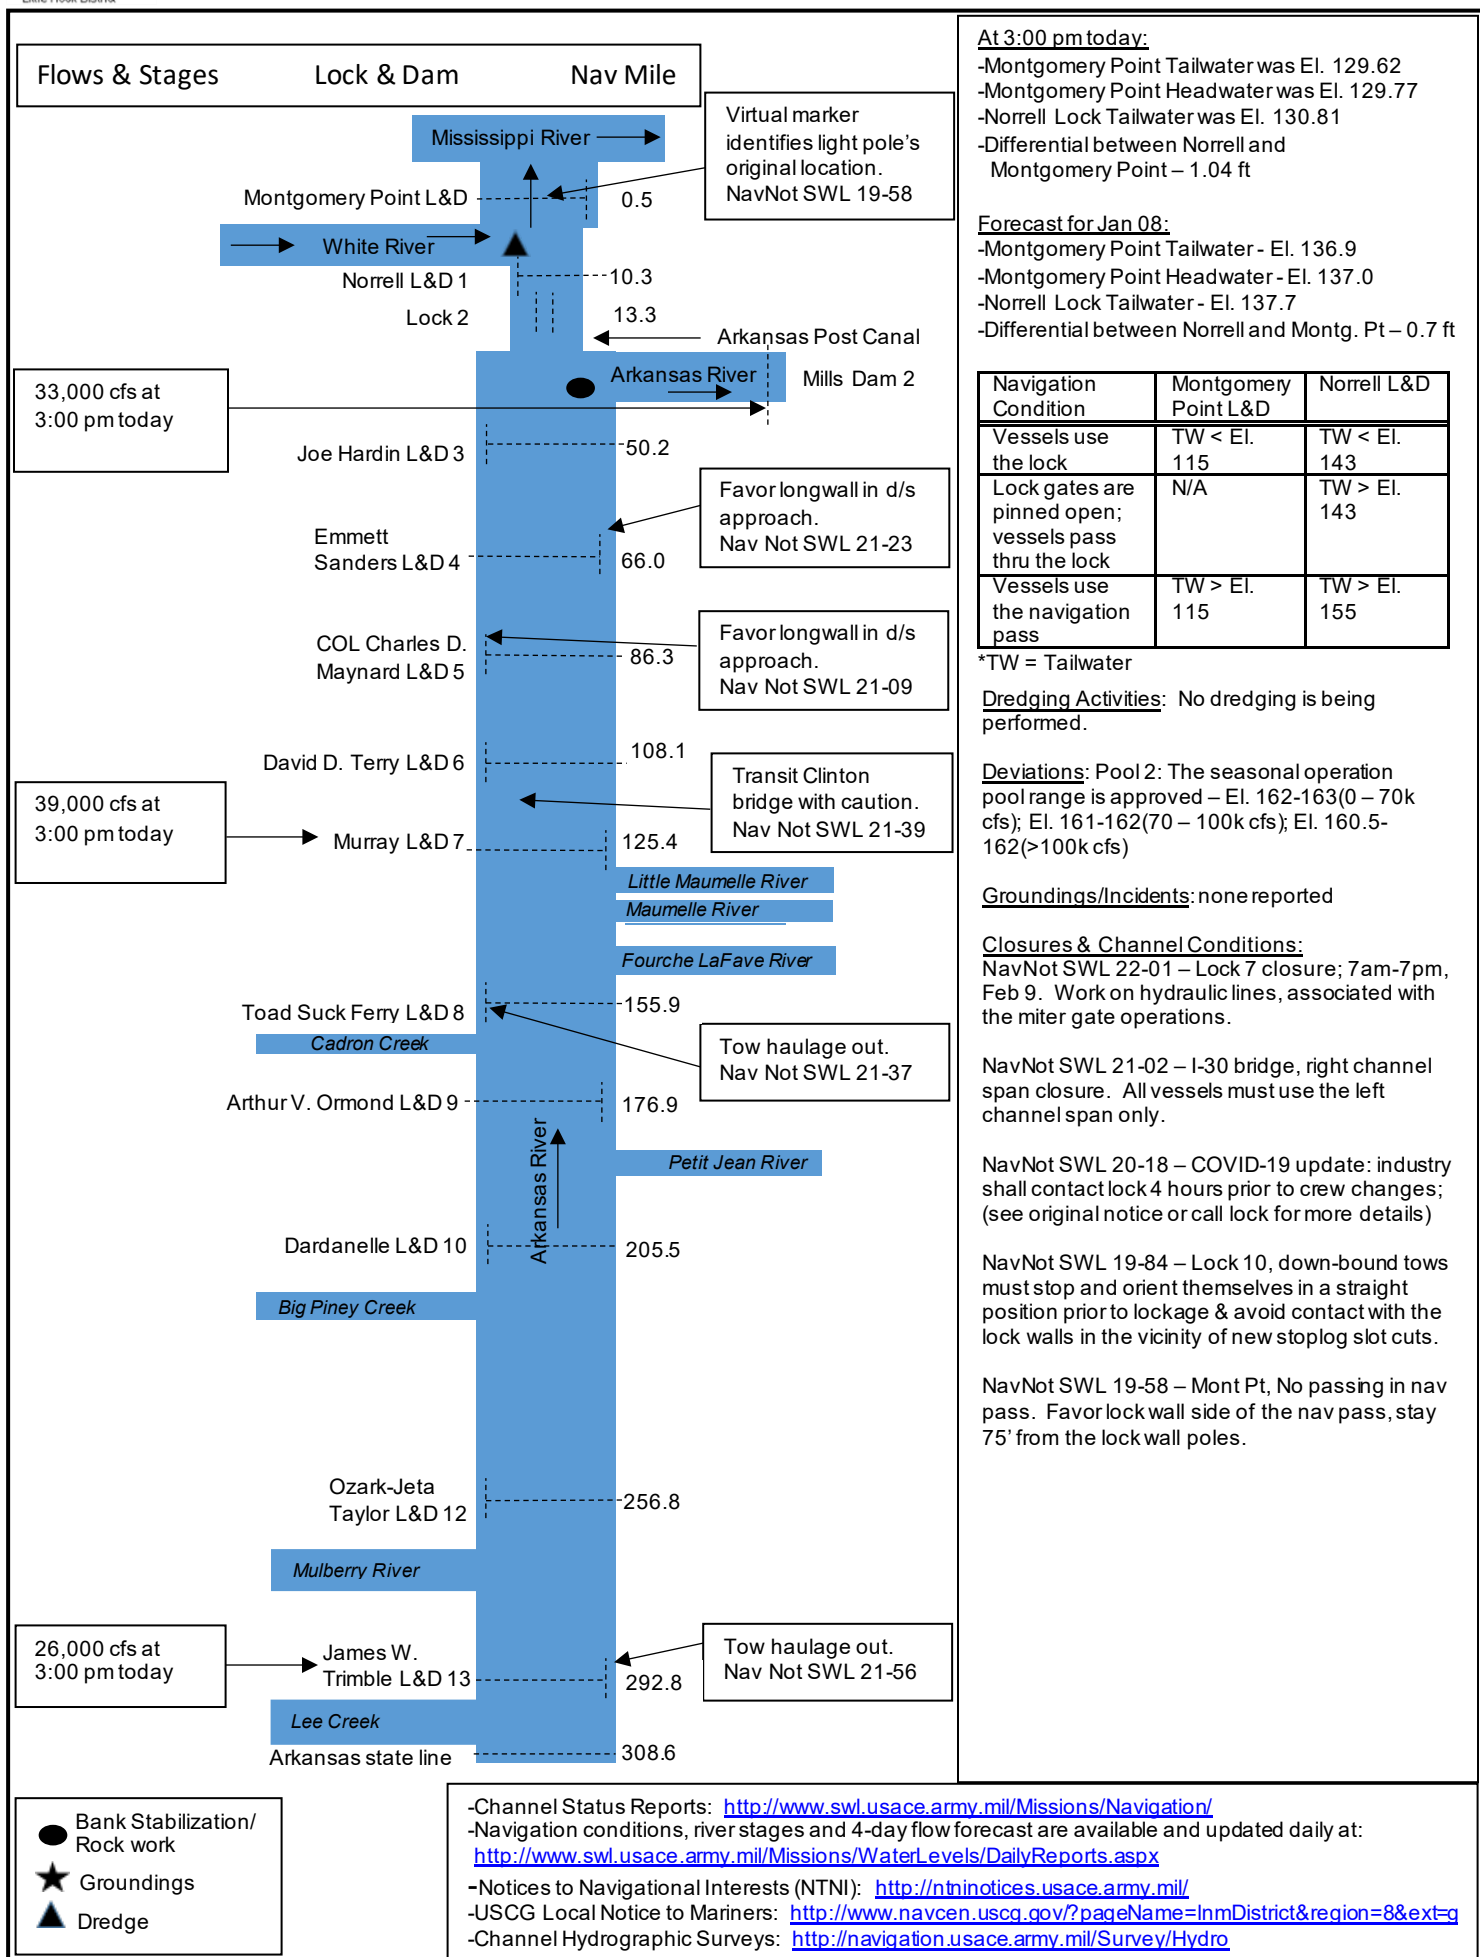 Little Rock District
Flows & Stages Lock & Dam Nav Mile
Virtual marker
identifies light pole's
original location.
NavNot SWL 19-58
Mississippi River
Montgomery Point L&D
0.5
White River
Norrell L&D 1
10.3
Lock 2
13.3
Arkansas Post Canal
Arkansas River
Mills Dam 2
33,000 cfs at
3:00 pm today
Joe Hardin L&D 3
50.2
Favor longwall in d/s
approach.
Nav Not SWL 21-23
Emmett
Sanders L&D 4
66.0
Favor longwall in d/s
approach.
Nav Not SWL 21-09
COL Charles D.
Maynard L&D 5
86.3
David D. Terry L&D 6
108.1
Transit Clinton
bridge with caution.
Nav Not SWL 21-39
39,000 cfs at
3:00 pm today
Murray L&D 7
125.4
Little Maumelle River
Maumelle River
Fourche LaFave River
Toad Suck Ferry L&D 8
155.9
Cadron Creek
Tow haulage out.
Nav Not SWL 21-37
Arthur V. Ormond L&D 9
176.9
Arkansas River
Petit Jean River
Dardanelle L&D 10
205.5
Big Piney Creek
Ozark-Jeta
Taylor L&D 12
256.8
Mulberry River
26,000 cfs at
3:00 pm today
James W.
Trimble L&D 13
292.8
Tow haulage out.
Nav Not SWL 21-56
Lee Creek
Arkansas state line
308.6
At 3:00 pm today:
-Montgomery Point Tailwater was El. 129.62
-Montgomery Point Headwater was El. 129.77
-Norrell Lock Tailwater was El. 130.81
-Differential between Norrell and
Montgomery Point – 1.04 ft
Forecast for Jan 08:
-Montgomery Point Tailwater - El. 136.9
-Montgomery Point Headwater - El. 137.0
-Norrell Lock Tailwater - El. 137.7
-Differential between Norrell and Montg. Pt – 0.7 ft
Navigation Montgomery Norrell L&D
Condition Point L&D
Vessels use TW < El. TW < El.
the lock 115 143
Lock gates are N/A TW > El.
pinned open; 143
vessels pass
thru the lock
Vessels use TW > El. TW > El.
the navigation 115 155
pass
*TW = Tailwater
Dredging Activities: No dredging is being
performed.
Deviations: Pool 2: The seasonal operation
pool range is approved – El. 162-163(0 – 70k
cfs); El. 161-162(70 – 100k cfs); El. 160.5-
162(>100k cfs)
Groundings/Incidents: none reported
Closures & Channel Conditions:
NavNot SWL 22-01 – Lock 7 closure; 7am-7pm,
Feb 9. Work on hydraulic lines, associated with
the miter gate operations.
NavNot SWL 21-02 – I-30 bridge, right channel
span closure. All vessels must use the left
channel span only.
NavNot SWL 20-18 – COVID-19 update: industry
shall contact lock 4 hours prior to crew changes;
(see original notice or call lock for more details)
NavNot SWL 19-84 – Lock 10, down-bound tows
must stop and orient themselves in a straight
position prior to lockage & avoid contact with the
lock walls in the vicinity of new stoplog slot cuts.
NavNot SWL 19-58 – Mont Pt, No passing in nav
pass. Favor lock wall side of the nav pass, stay
75' from the lock wall poles.
Bank Stabilization/
Rock work
Groundings
Dredge
-Channel Status Reports: http://www.swl.usace.army.mil/Missions/Navigation/
-Navigation conditions, river stages and 4-day flow forecast are available and updated daily at:
http://www.swl.usace.army.mil/Missions/WaterLevels/DailyReports.aspx
-Notices to Navigational Interests (NTNI): http://ntninotices.usace.army.mil/
-USCG Local Notice to Mariners: http://www.navcen.uscg.gov/?pageName=lnmDistrict&region=8&ext=g
-Channel Hydrographic Surveys: http://navigation.usace.army.mil/Survey/Hydro